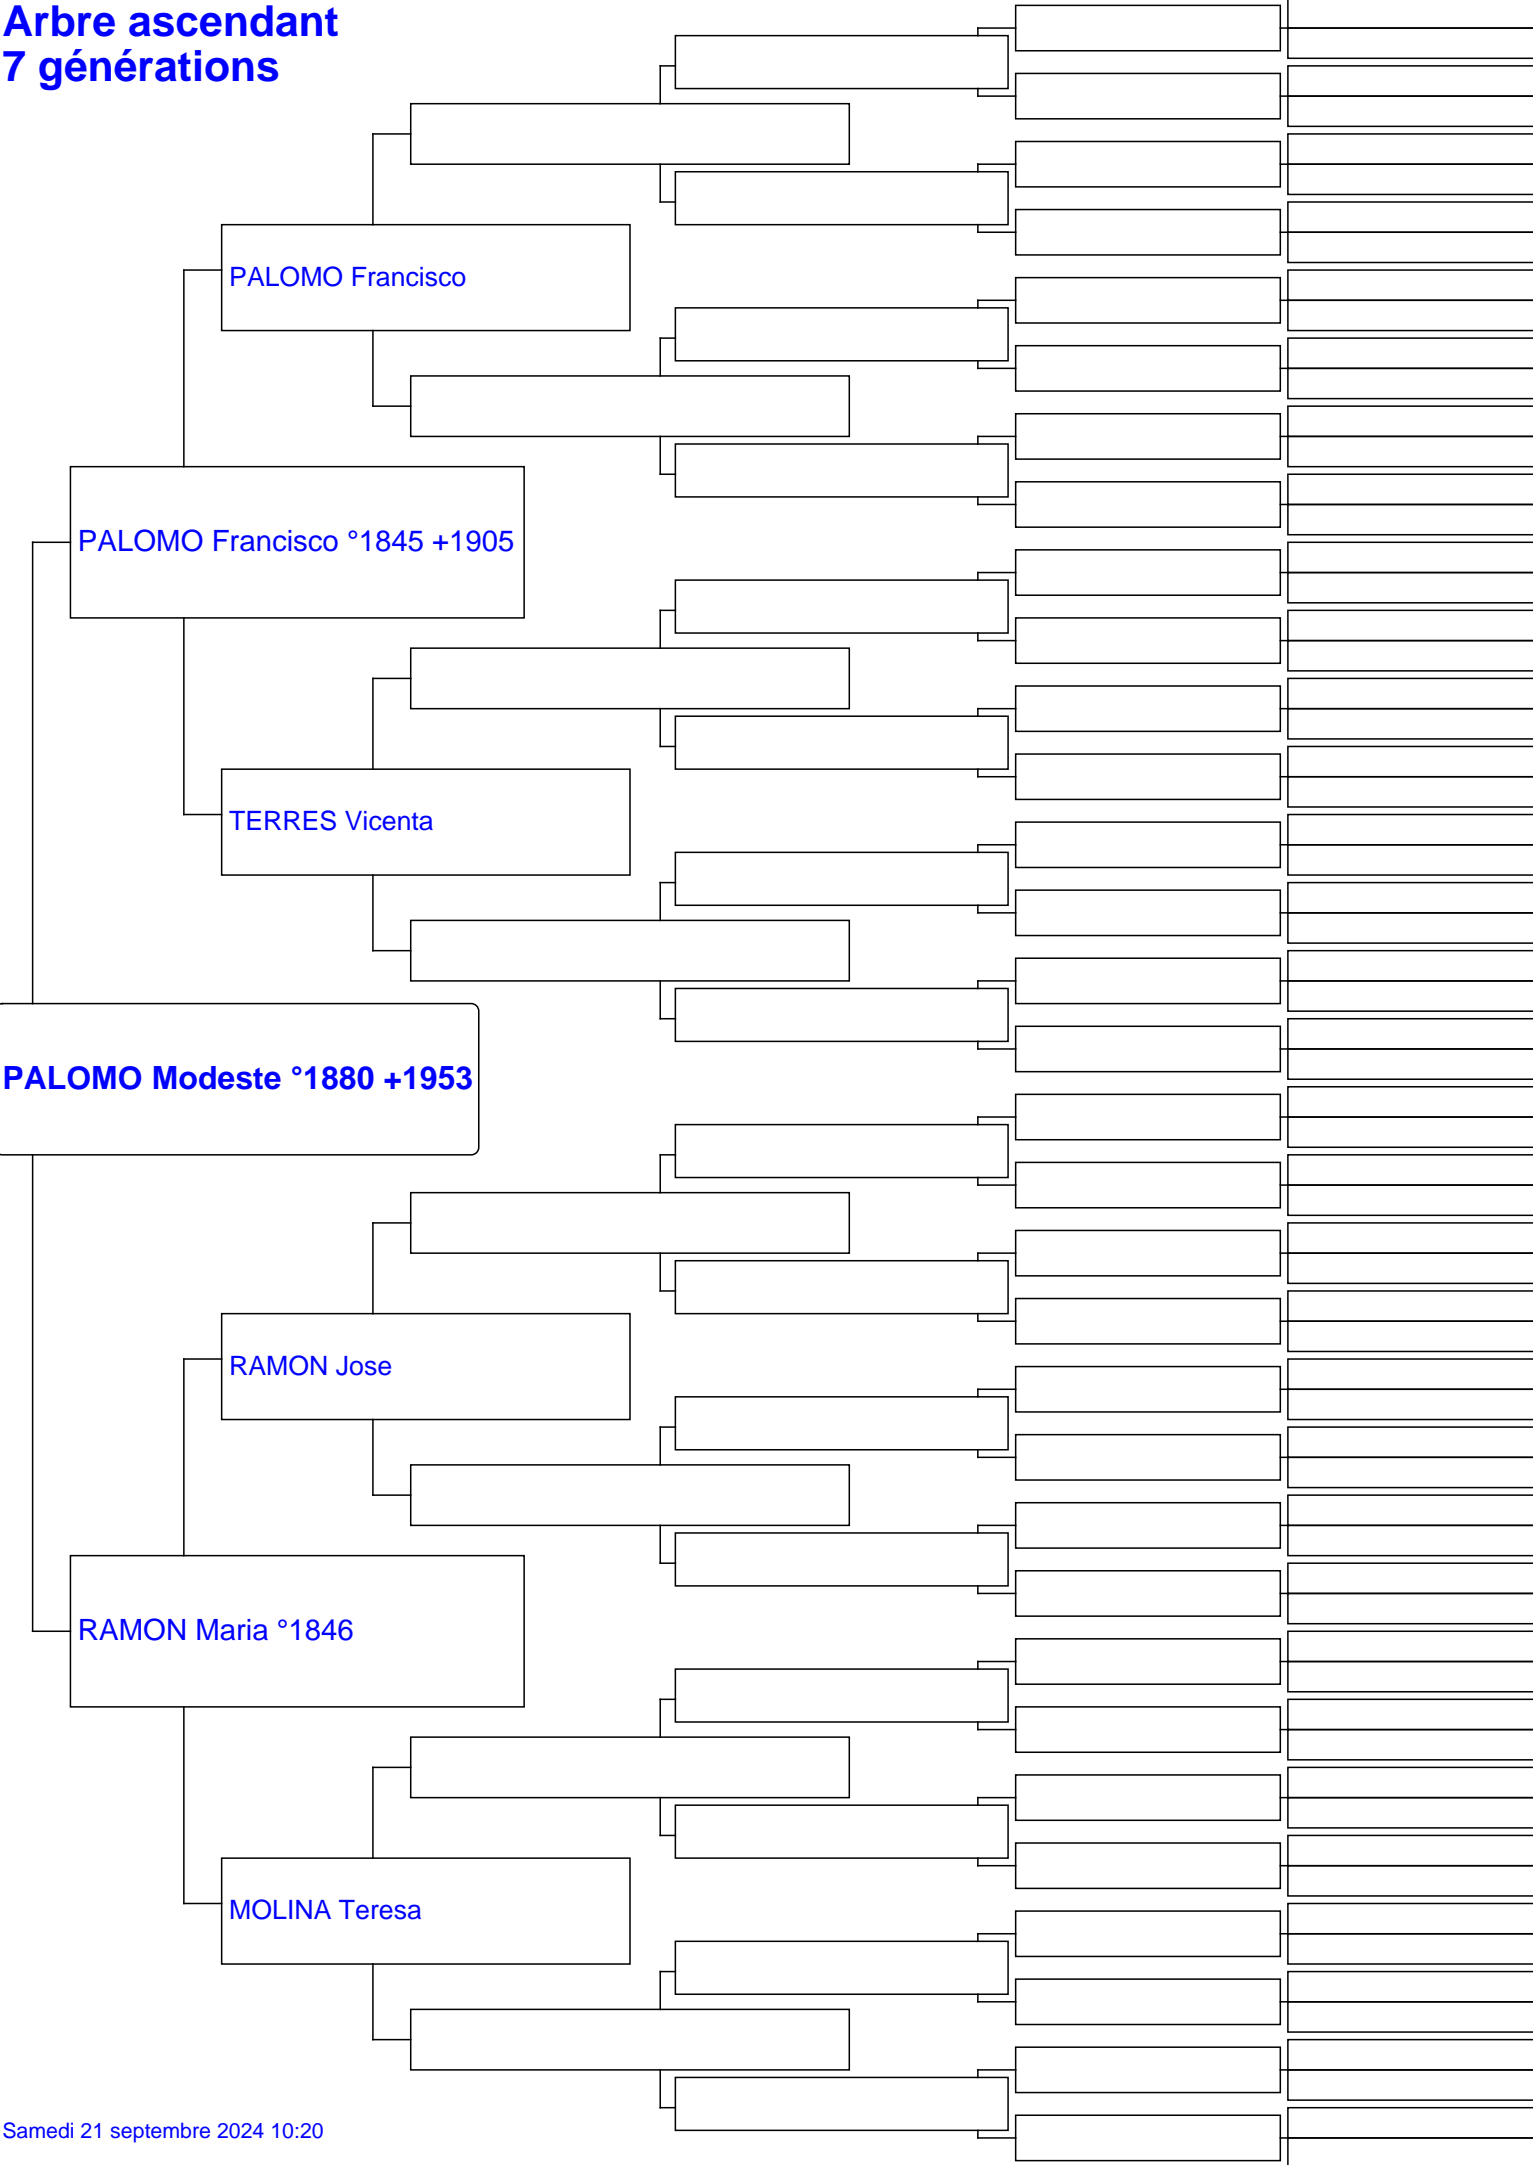 Arbre ascendant
7 générations
PALOMO Francisco
PALOMO Francisco °1845 +1905
TERRES Vicenta
PALOMO Modeste °1880 +1953
RAMON Jose
RAMON Maria °1846
MOLINA Teresa
Samedi 21 septembre 2024 10:20